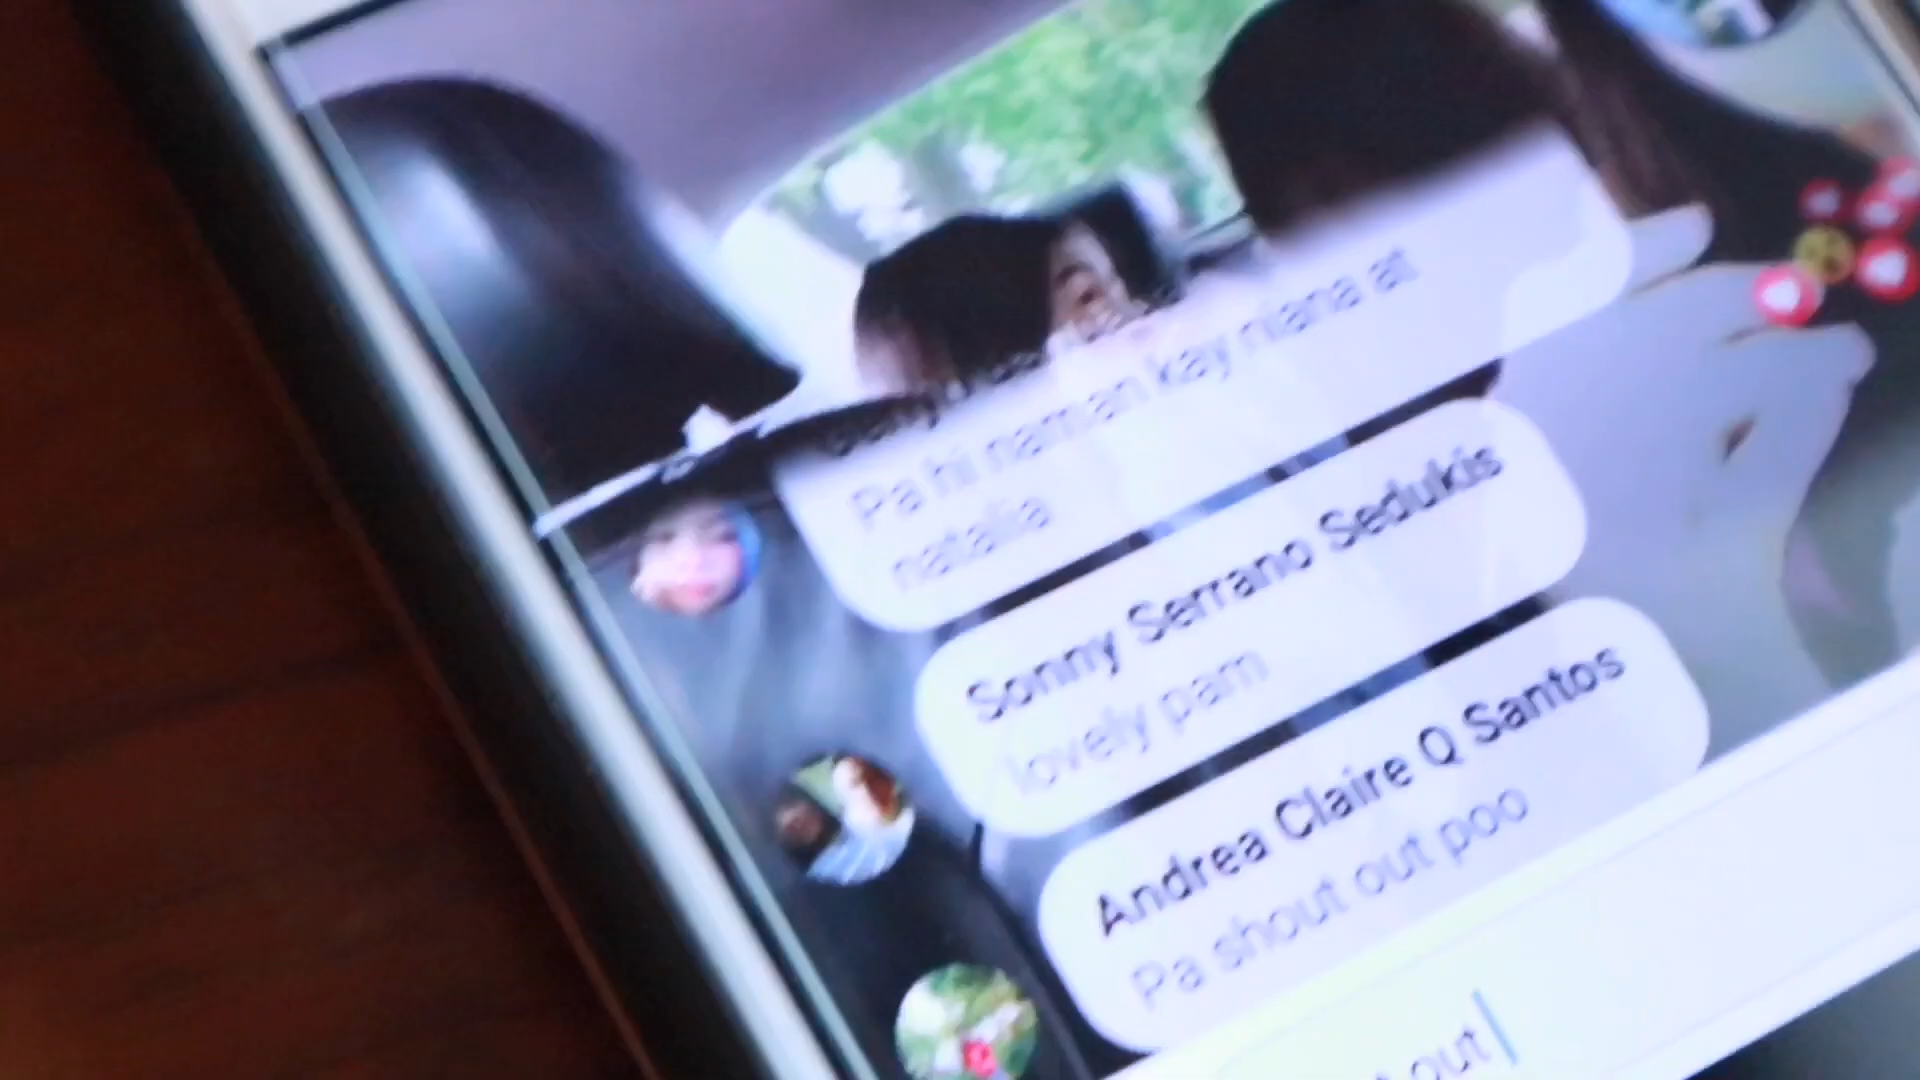 Pa hi naman kay niana at
natalia
Sonny Serrano Sedukis
lovely pam
Andrea Claire Q Santos
Pa shout out poo
out